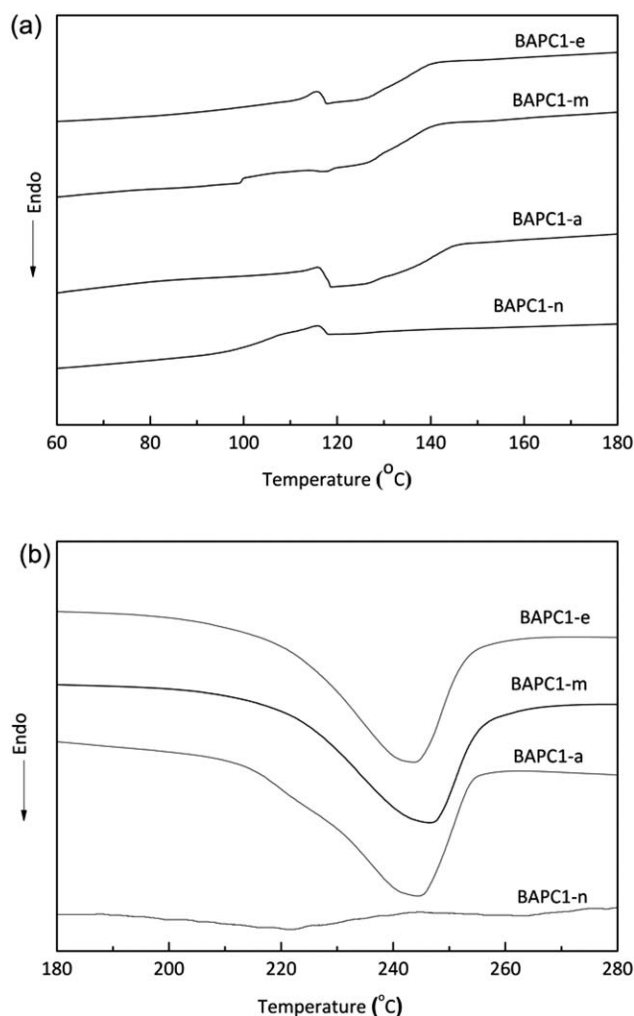 (a)
BAPC1-e
BAPC1-m
BAPC1-a
BAPC1-n
Endo
60 80 100 120 140 160 180
Temperature (°C)
(b)
BAPC1-e
BAPC1-m
BAPC1-a
BAPC1-n
Endo
180 200 220 240 260 280
Temperature (°C)